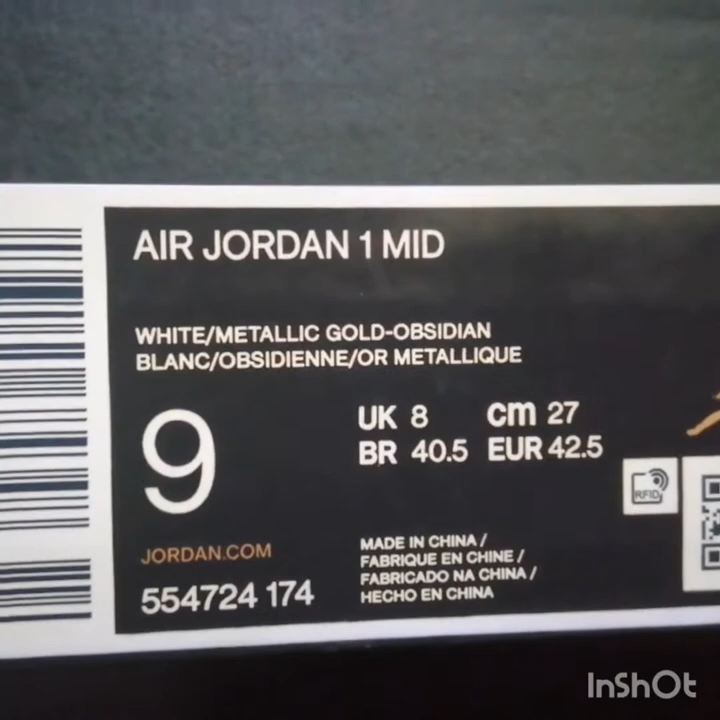 AIR JORDAN 1 MID
WHITE/METALLIC GOLD-OBSIDIAN
BLANC/OBSIDIENNE/OR METALLIQUE
9
UK 8 cm 27
BR 40.5 EUR 42.5
RFID
JORDAN.COM
554724 174
MADE IN CHINA /
FABRIQUE EN CHINE /
FABRICADO NA CHINA /
HECHO EN CHINA
InShOt